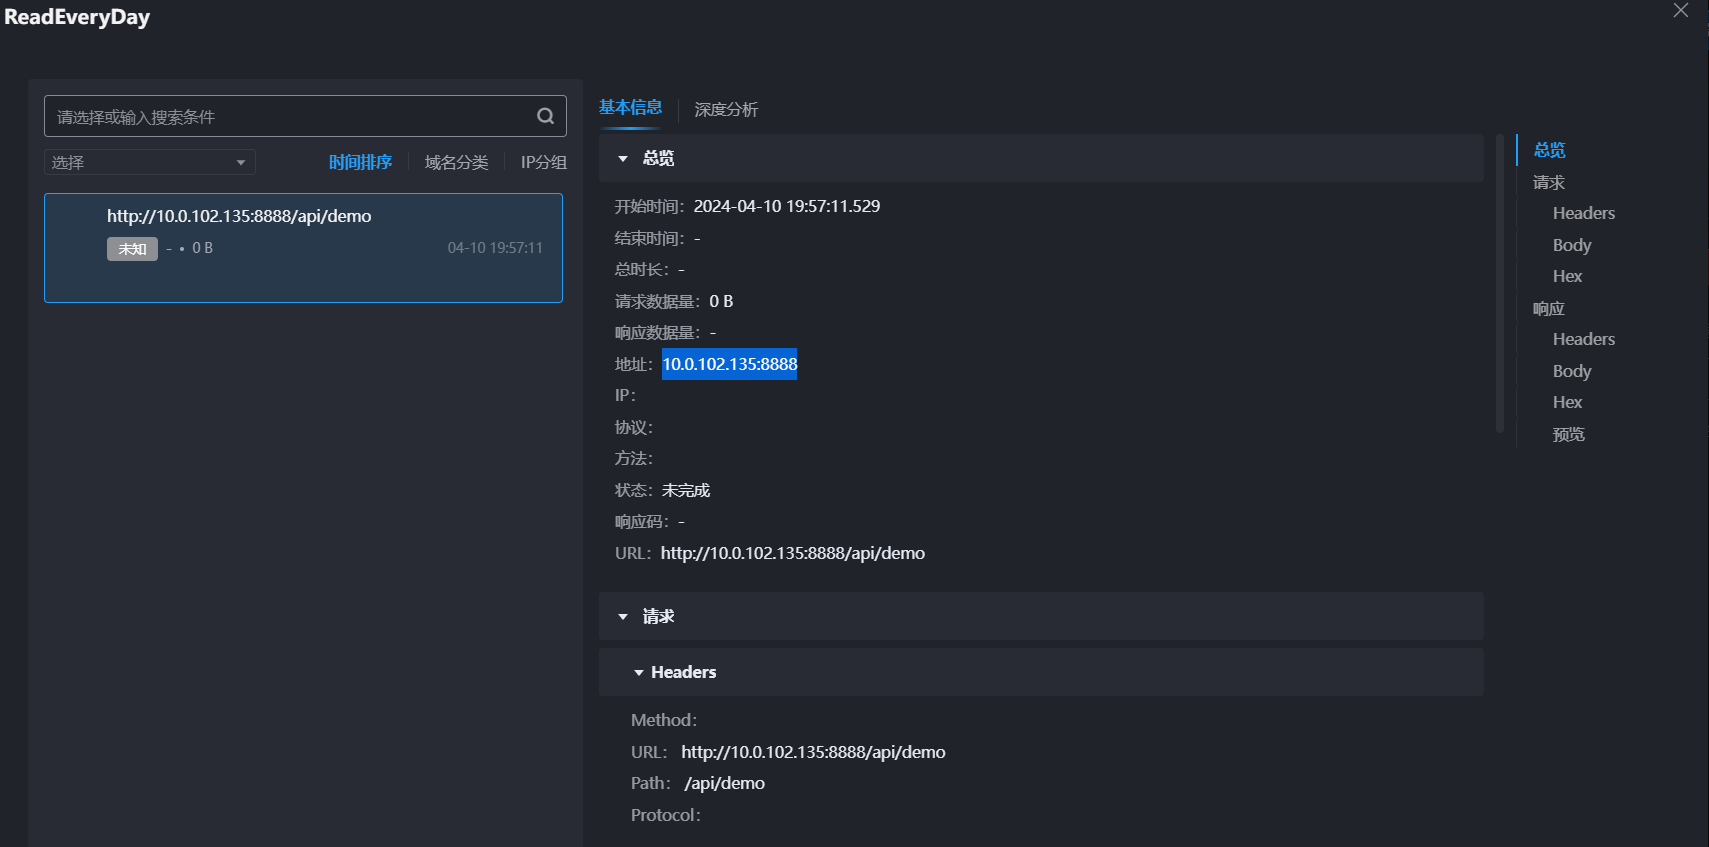 ReadEveryDay
请选择或输入搜索条件
选择
时间排序
域名分类
IP分组
http://10.0.102.135:8888/api/demo
未知 - • 0 B
04-10 19:57:11
基本信息
深度分析
总览
开始时间：2024-04-10 19:57:11.529
结束时间：-
总时长：-
请求数据量：0 B
响应数据量：-
地址：10.0.102.135:8888
IP：
协议：
方法：
状态：未完成
响应码：-
URL：http://10.0.102.135:8888/api/demo
请求
Headers
Method：
URL：http://10.0.102.135:8888/api/demo
Path：/api/demo
Protocol：
总览
请求
Headers
Body
Hex
响应
Headers
Body
Hex
预览